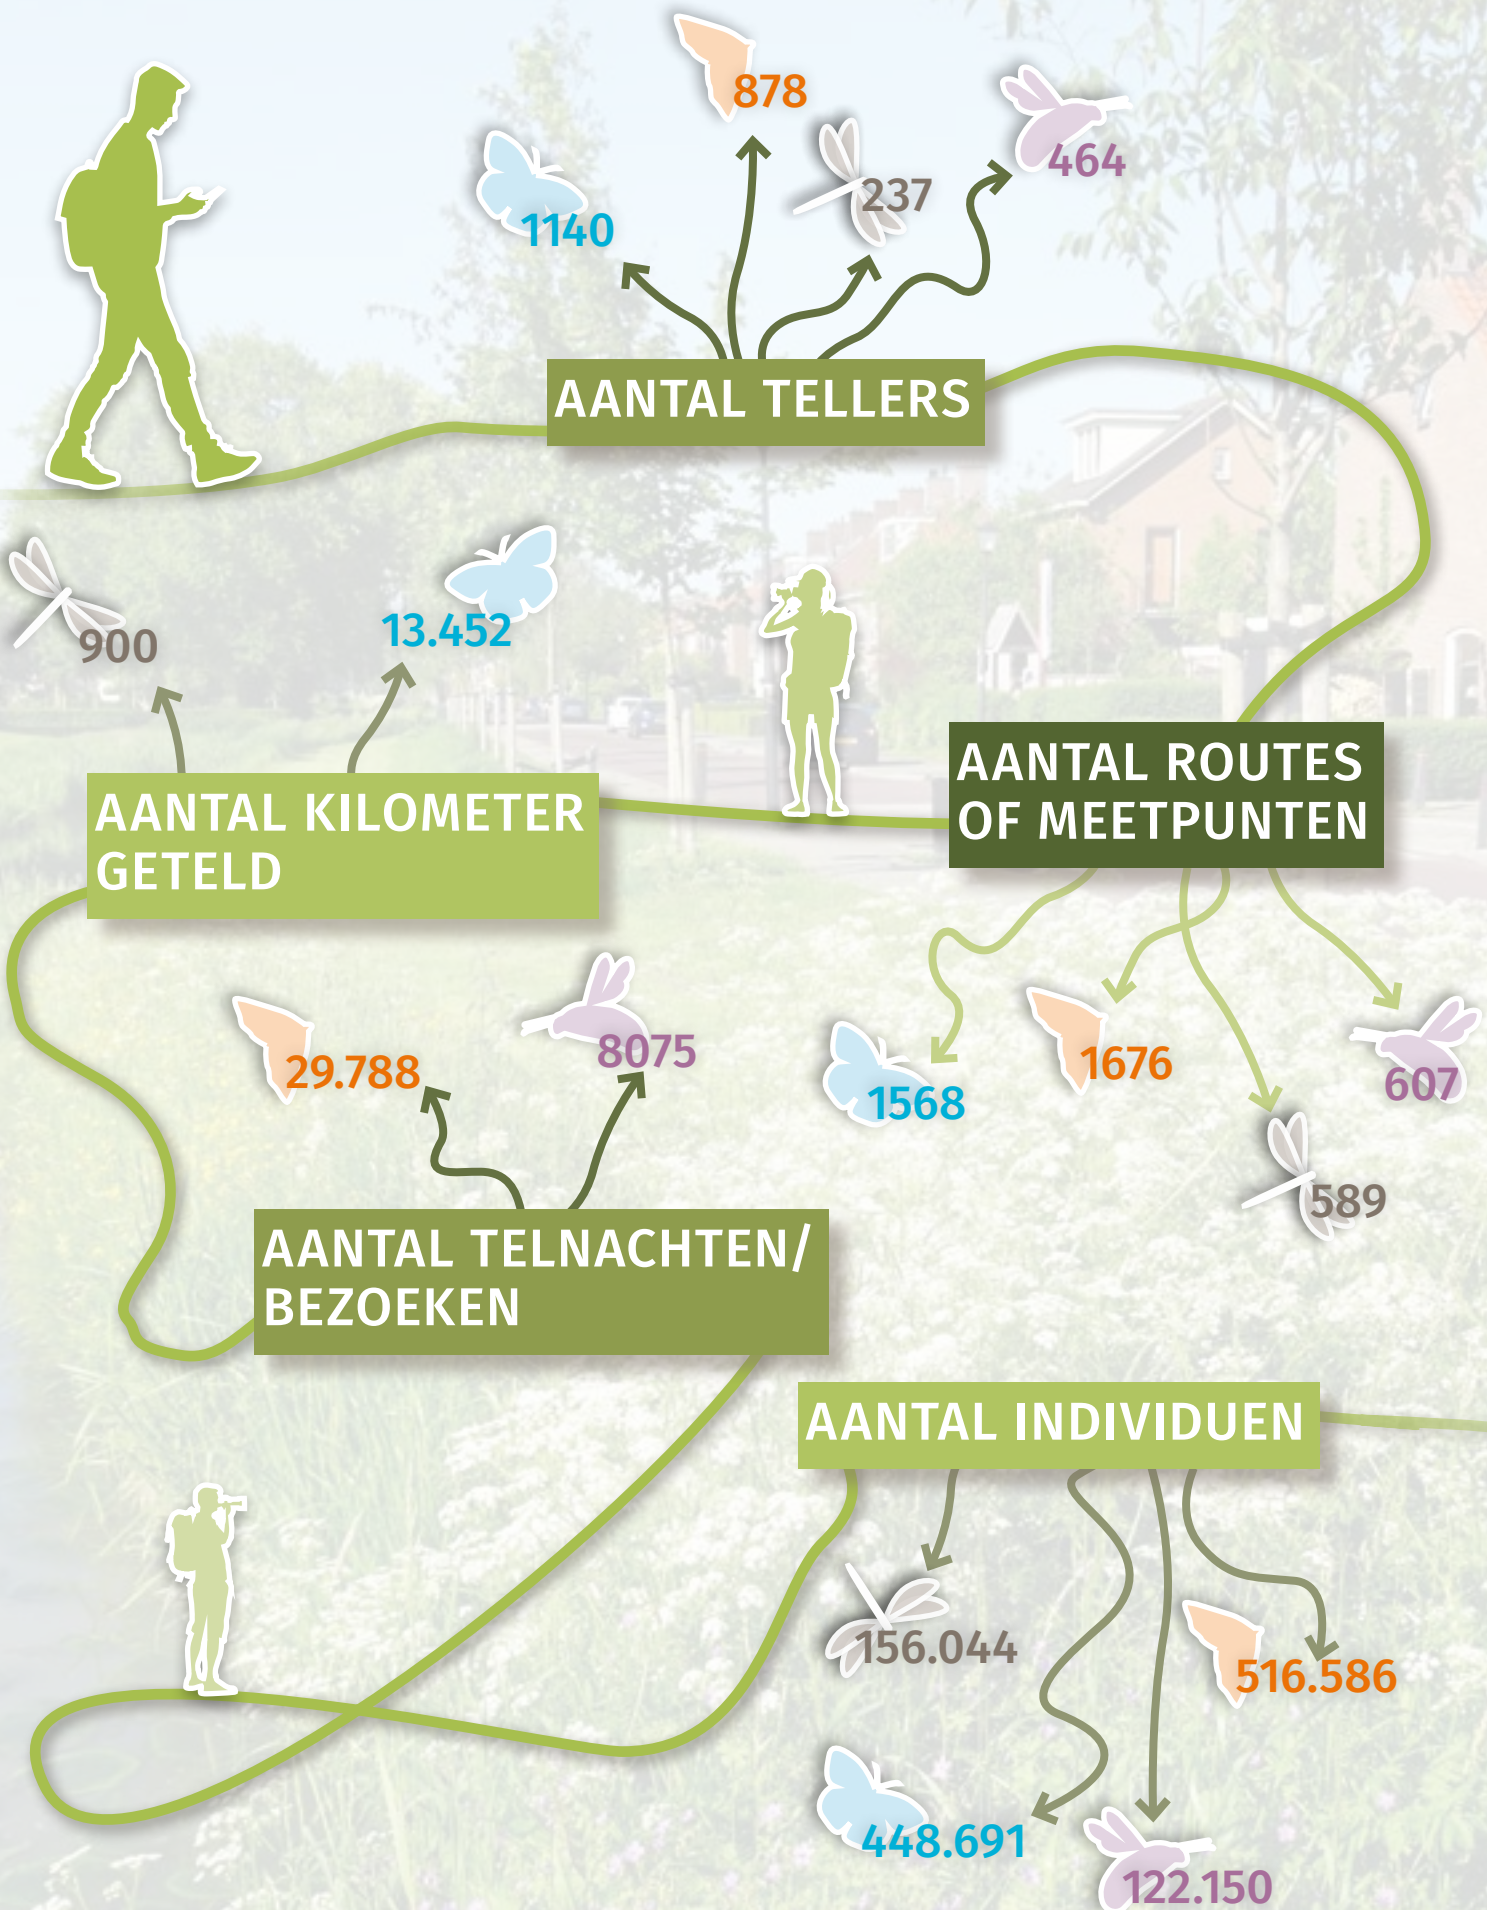 878
464
237
1140
AANTAL TELLERS
900
13.452
AANTAL KILOMETER
GETELD
AANTAL ROUTES
OF MEETPUNTEN
29.788
8075
1568
1676
607
589
AANTAL TELNACHTEN/
BEZOEKEN
AANTAL INDIVIDUEN
156.044
516.586
448.691
122.150